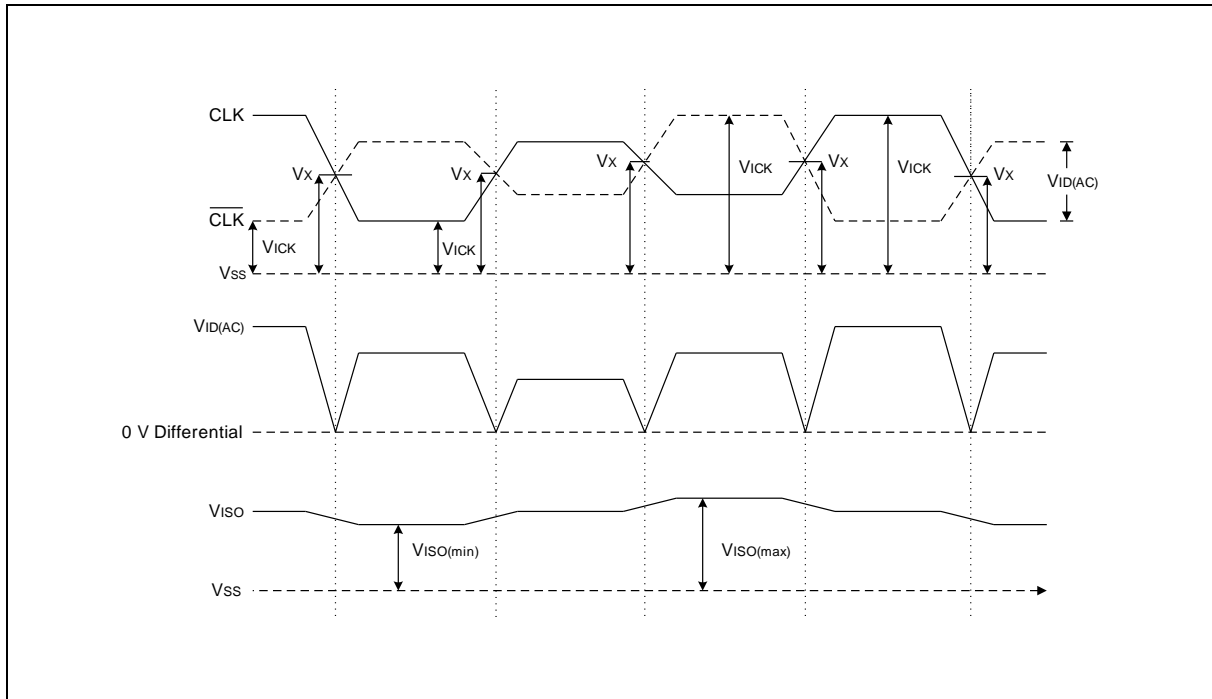 CLK
VX
VX
VX
VICK
VX
VICK
VX
VID(AC)
CLK
VICK
VICK
VSS
VID(AC)
0 V Differential
VISO
VISO(min)
VISO(max)
VSS